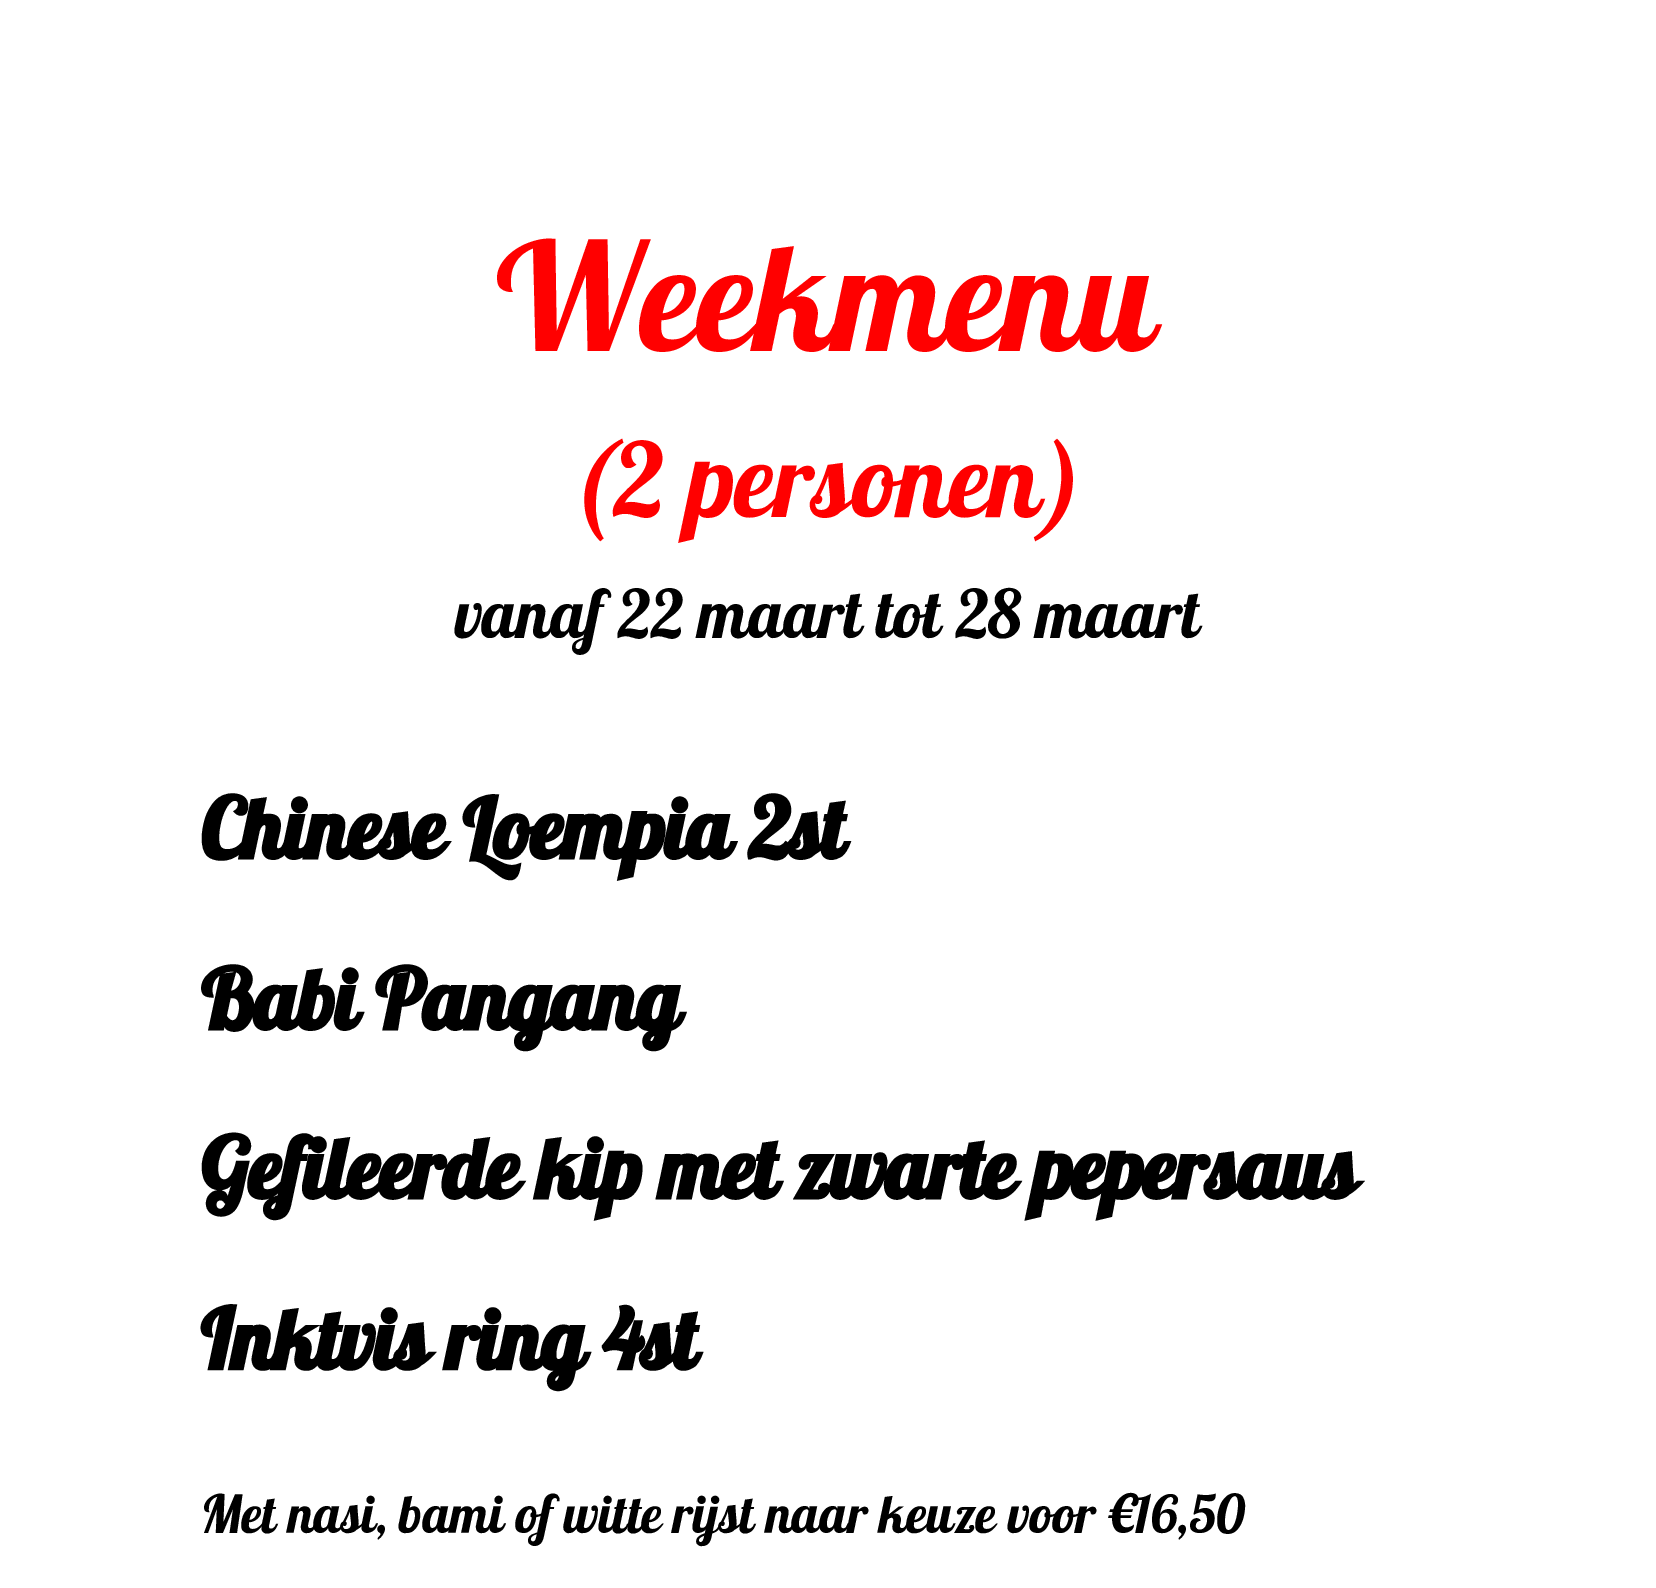 Weekmenu
(2 personen)
vanaf 22 maart tot 28 maart
Chinese Loempia 2st
Babi Pangang
Gefileerde kip met zwarte pepersaus
Inktvis ring 4st
Met nasi, bami of witte rijst naar keuze voor €16,50